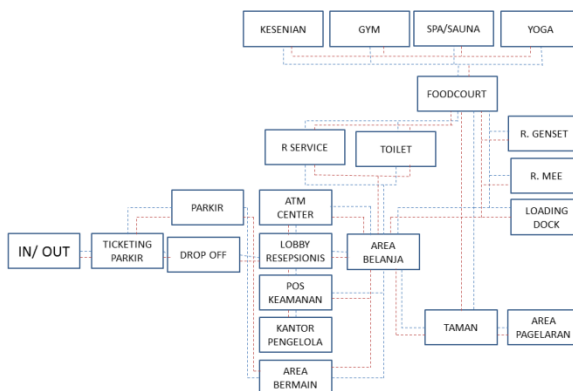 KESENIAN
GYM
SPA/SAUNA
YOGA
FOODCOURT
R SERVICE
TOILET
R. GENSET
R. MEE
LOADING
DOCK
PARKIR
ATM
CENTER
IN/ OUT
TICKETING
PARKIR
DROP OFF
LOBBY
RESEPSIONIS
AREA
BELANJA
POS
KEAMANAN
KANTOR
PENGELOLA
TAMAN
AREA
PAGELARAN
AREA
BERMAIN